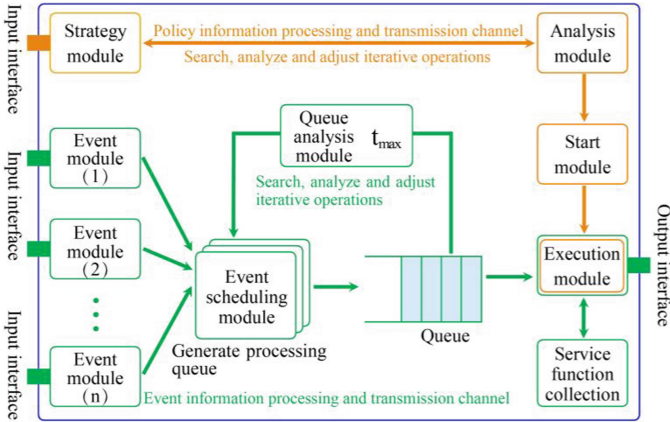 Input interface
Strategy
module
Policy information processing and transmission channel
Search, analyze and adjust iterative operations
Analysis
module
Input interface
Event
module
(1)
Queue
analysis
module
tmax
Search, analyze and adjust
iterative operations
Start
module
Event
module
(2)
Event
scheduling
module
Generate processing
queue
Queue
Execution
module
Output interface
Input interface
Event
module
(n)
Event information processing and transmission channel
Service
function
collection